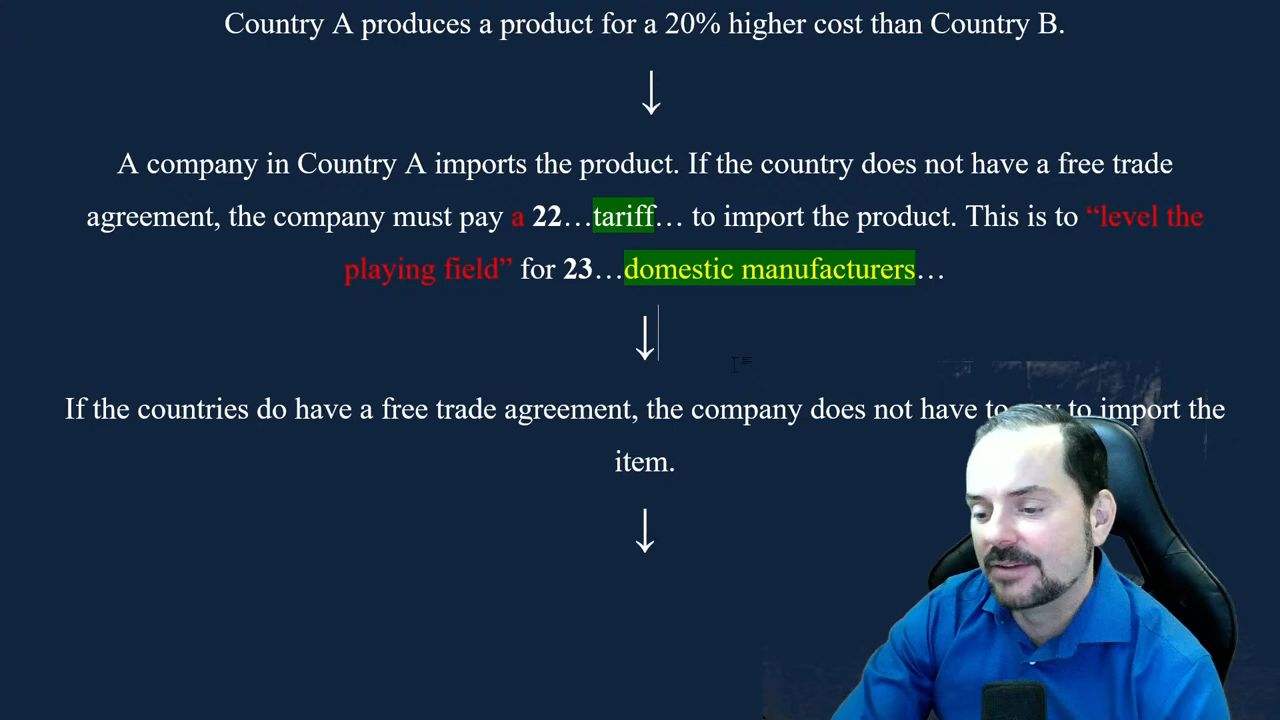 Country A produces a product for a 20% higher cost than Country B.
↓
A company in Country A imports the product. If the country does not have a free trade
agreement, the company must pay a 22…tariff… to import the product. This is to “level the
playing field” for 23…domestic manufacturers…
↓
If the countries do have a free trade agreement, the company does not have to pay to import the
item.
↓